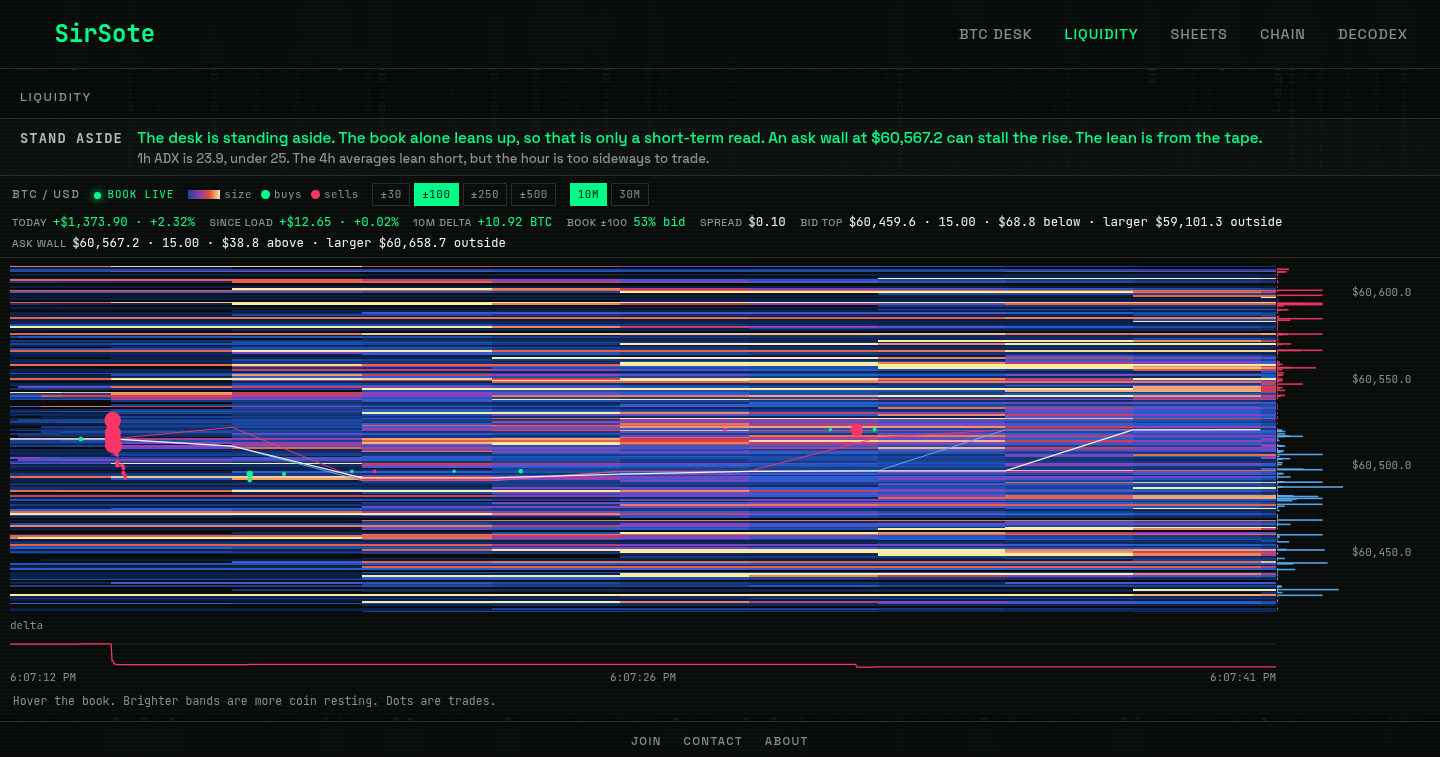 SirSote
BTC DESK LIQUIDITY SHEETS CHAIN DECODEX
LIQUIDITY
STAND ASIDE The desk is standing aside. The book alone leans up, so that is only a short-term read. An ask wall at $60,567.2 can stall the rise. The lean is from the tape.
1h ADX is 23.9, under 25. The 4h averages lean short, but the hour is too sideways to trade.
BTC / USD BOOK LIVE size buys sells ±30 ±100 ±250 ±500 10M 30M
TODAY +$1,373.90 · +2.32% SINCE LOAD +$12.65 · +0.02% 10M DELTA +10.92 BTC BOOK ±100 53% bid SPREAD $0.10 BID TOP $60,459.6 · 15.00 · $68.8 below · larger $59,101.3 outside
ASK WALL $60,567.2 · 15.00 · $38.8 above · larger $60,658.7 outside
$60,600.0
$60,550.0
$60,500.0
$60,450.0
delta
6:07:12 PM 6:07:26 PM 6:07:41 PM
Hover the book. Brighter bands are more coin resting. Dots are trades.
JOIN CONTACT ABOUT